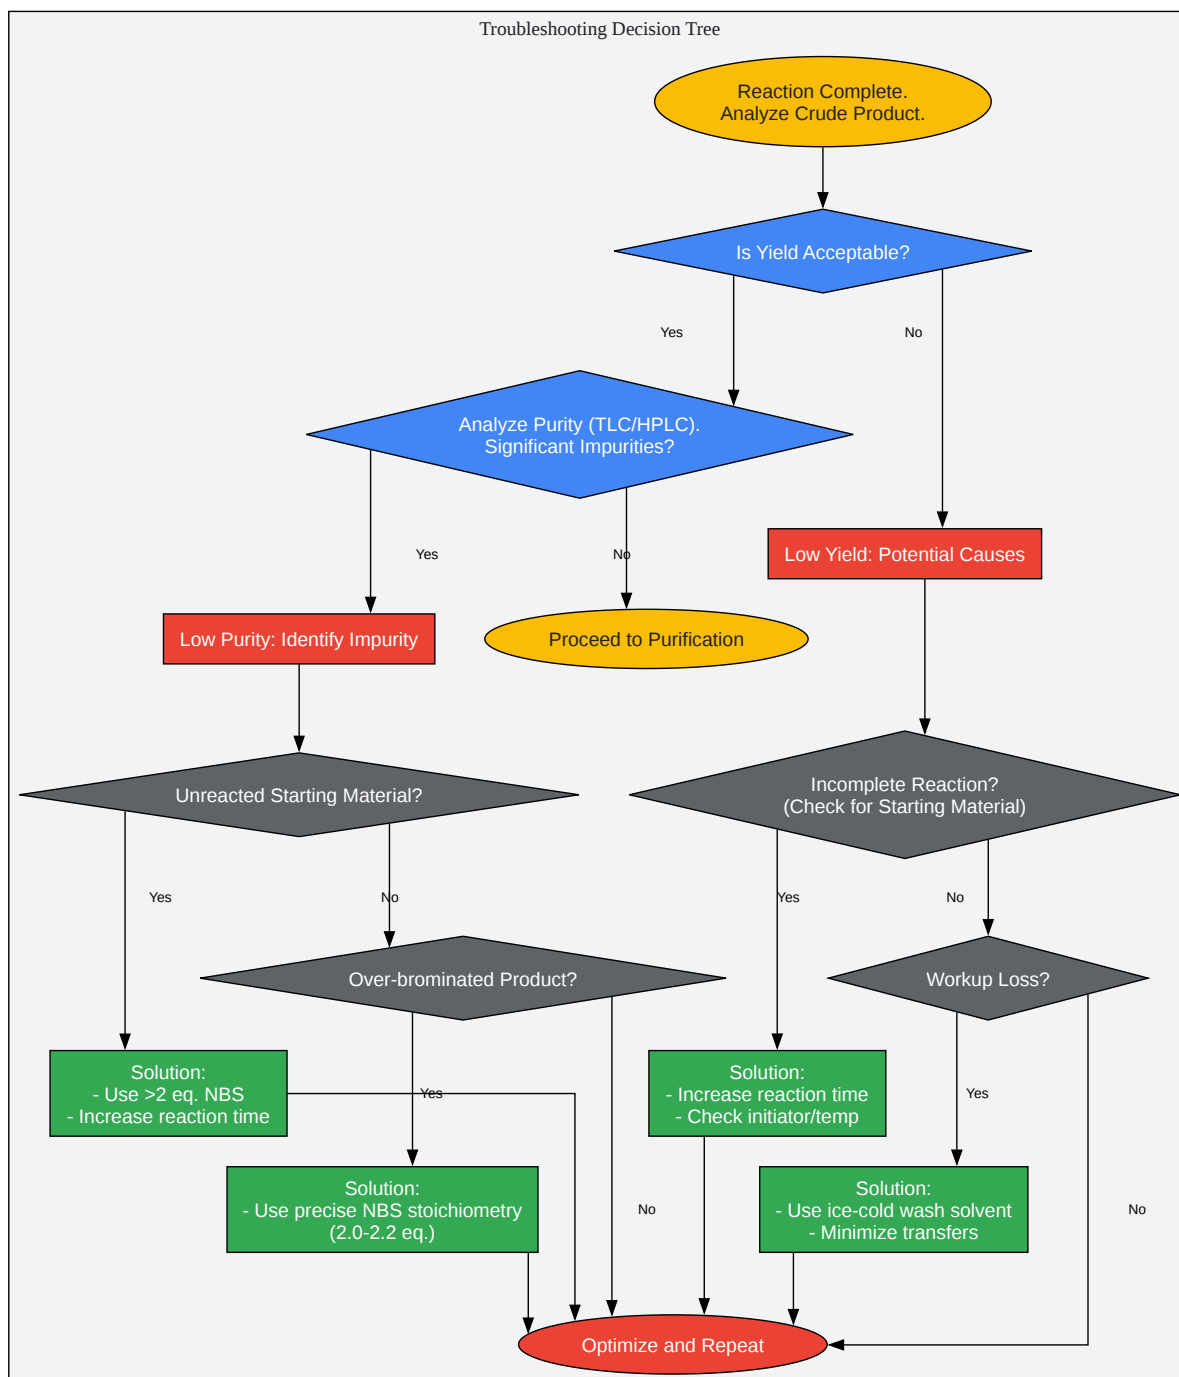 Troubleshooting Decision Tree
Reaction Complete.
Analyze Crude Product.
Is Yield Acceptable?
Yes
No
Analyze Purity (TLC/HPLC).
Significant Impurities?
Yes
No
Low Yield: Potential Causes
Low Purity: Identify Impurity
Proceed to Purification
Unreacted Starting Material?
Incomplete Reaction?
(Check for Starting Material)
Yes
No
Yes
No
Over-brominated Product?
Workup Loss?
Solution:
- Use >2 eq. NBS
- Increase reaction time
Yes
Solution:
- Increase reaction time
- Check initiator/temp
Yes
Solution:
- Use precise NBS stoichiometry
(2.0-2.2 eq.)
No
Solution:
- Use ice-cold wash solvent
- Minimize transfers
No
Optimize and Repeat